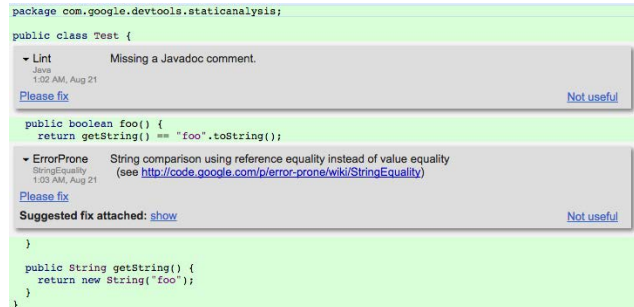 package com.google.devtools.staticanalysis;
public class Test {
Lint Missing a Javadoc comment.
Java
1:02 AM, Aug 21
Please fix Not useful
public boolean foo() {
return getString() == "foo".toString();
ErrorProne String comparison using reference equality instead of value equality
StringEquality (see http://code.google.com/p/error-prone/wiki/StringEquality)
1:03 AM, Aug 21
Please fix
Suggested fix attached: show Not useful
}
public String getString() {
return new String("foo");
}
}